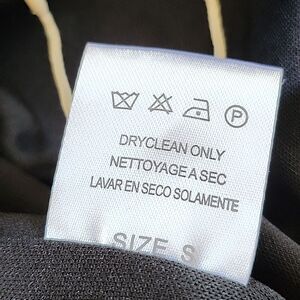 P
DRYCLEAN ONLY
NETTOYAGE A SEC
LAVAR EN SECO SOLAMENTE
SIZE S